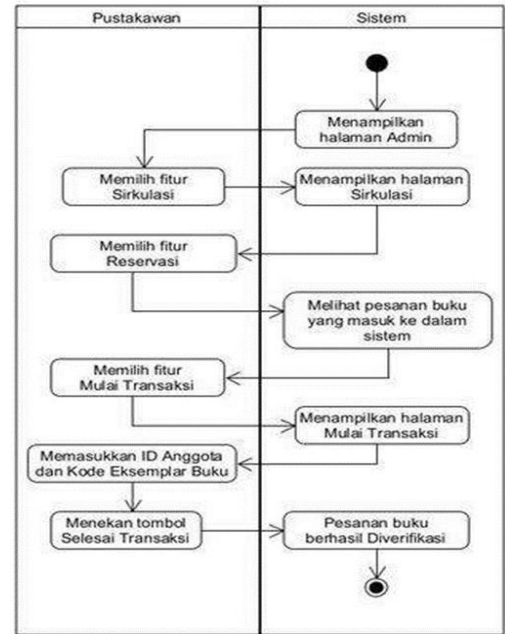 Pustakawan
Sistem
Menampilkan
halaman Admin
Memilih fitur
Sirkulasi
Menampilkan halaman
Sirkulasi
Memilih fitur
Reservasi
Melihat pesanan buku
yang masuk ke dalam
sistem
Memilih fitur
Mulai Transaksi
Menampilkan halaman
Mulai Transaksi
Memasukkan ID Anggota
dan Kode Eksemplar Buku
Menekan tombol
Selesai Transaksi
Pesanan buku
berhasil Diverifikasi